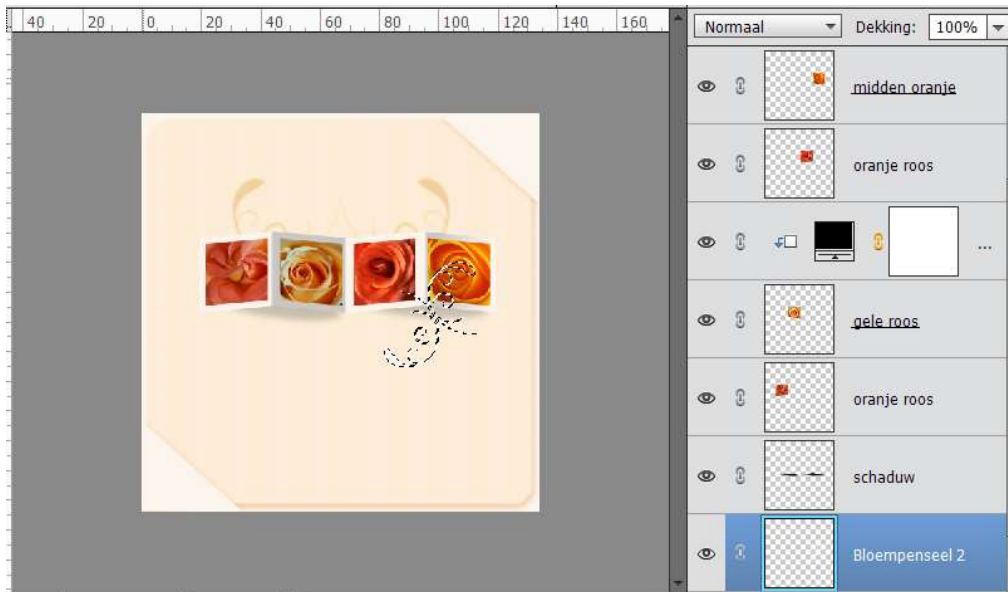 40 20 0 20 40 60 80 100 120 140 160
Normaal Dekking: 100%
midden oranje
oranje roos
...
gele roos
oranje roos
schaduw
Bloempenseel 2